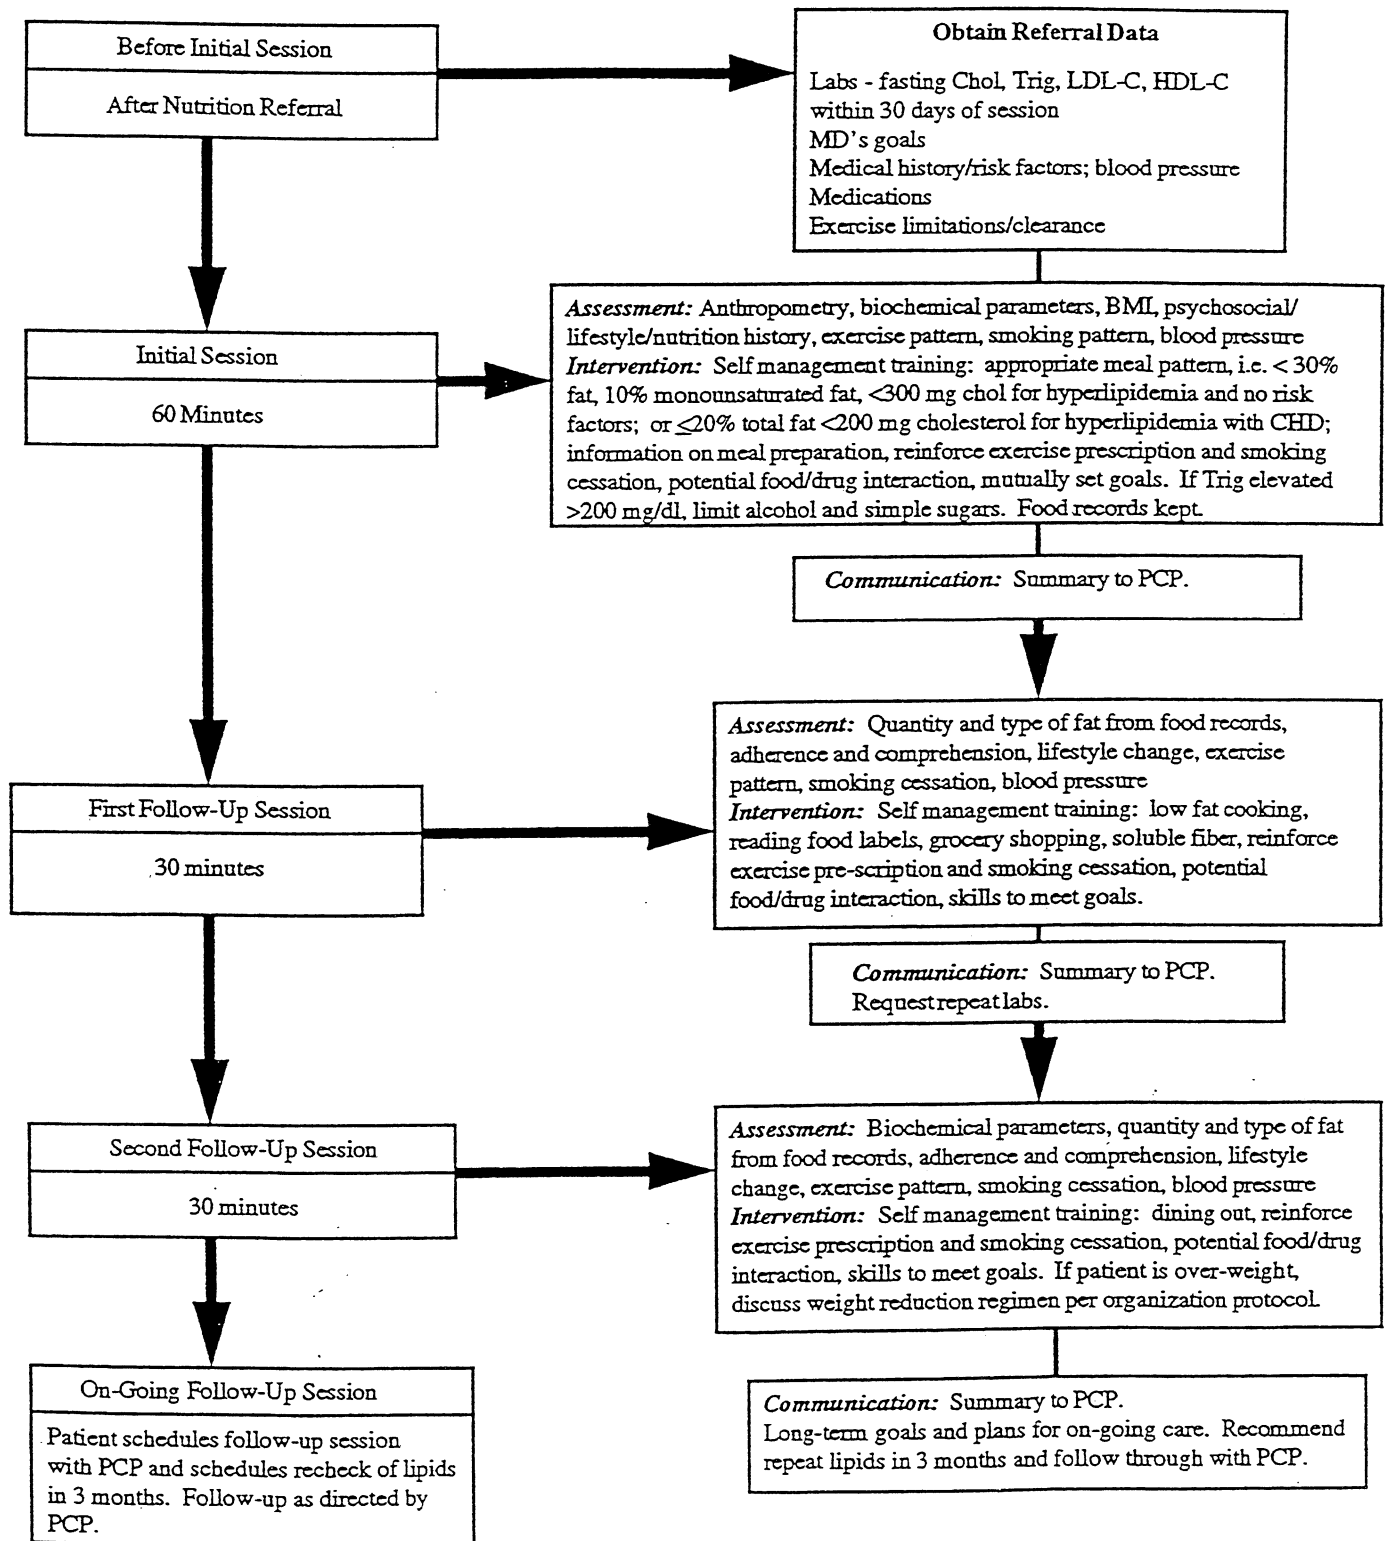 Before Initial Session
After Nutrition Referral
Obtain Referral Data
Labs - fasting Chol, Trig, LDL-C, HDL-C
within 30 days of session
MD's goals
Medical history/risk factors; blood pressure
Medications
Exercise limitations/clearance
Initial Session
60 Minutes
Assessment: Anthropometry, biochemical parameters, BMI, psychosocial/
lifestyle/nutrition history, exercise pattern, smoking pattern, blood pressure
Intervention: Self management training: appropriate meal pattern, i.e. < 30%
fat, 10% monounsaturated fat, <300 mg chol for hyperlipidemia and no risk
factors; or ≤20% total fat <200 mg cholesterol for hyperlipidemia with CHD;
information on meal preparation, reinforce exercise prescription and smoking
cessation, potential food/drug interaction, mutually set goals. If Trig elevated
>200 mg/dl, limit alcohol and simple sugars. Food records kept.
Communication: Summary to PCP.
First Follow-Up Session
30 minutes
Assessment: Quantity and type of fat from food records,
adherence and comprehension, lifestyle change, exercise
pattern, smoking cessation, blood pressure
Intervention: Self management training: low fat cooking,
reading food labels, grocery shopping, soluble fiber, reinforce
exercise pre-scription and smoking cessation, potential
food/drug interaction, skills to meet goals.
Communication: Summary to PCP.
Request repeat labs.
Second Follow-Up Session
30 minutes
Assessment: Biochemical parameters, quantity and type of fat
from food records, adherence and comprehension, lifestyle
change, exercise pattern, smoking cessation, blood pressure
Intervention: Self management training: dining out, reinforce
exercise prescription and smoking cessation, potential food/drug
interaction, skills to meet goals. If patient is over-weight,
discuss weight reduction regimen per organization protocol.
On-Going Follow-Up Session
Patient schedules follow-up session
with PCP and schedules recheck of lipids
in 3 months. Follow-up as directed by
PCP.
Communication: Summary to PCP.
Long-term goals and plans for on-going care. Recommend
repeat lipids in 3 months and follow through with PCP.